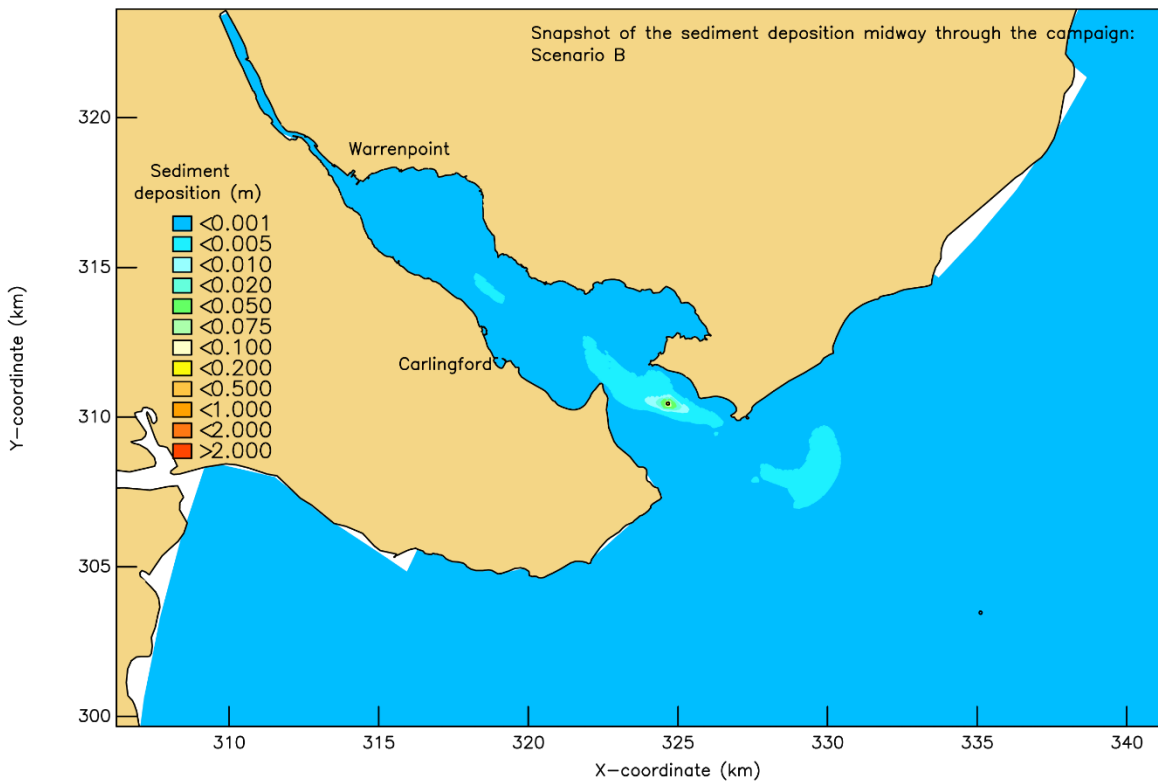 Snapshot of the sediment deposition midway through the campaign:
Scenario B
320
Warrenpoint
Sediment
deposition (m)
<0.001
<0.005
<0.010
<0.020
<0.050
<0.075
<0.100
<0.200
<0.500
<1.000
<2.000
>2.000
315
Carlingford
310
305
300
Y-coordinate (km)
310 315 320 325 330 335 340
X-coordinate (km)